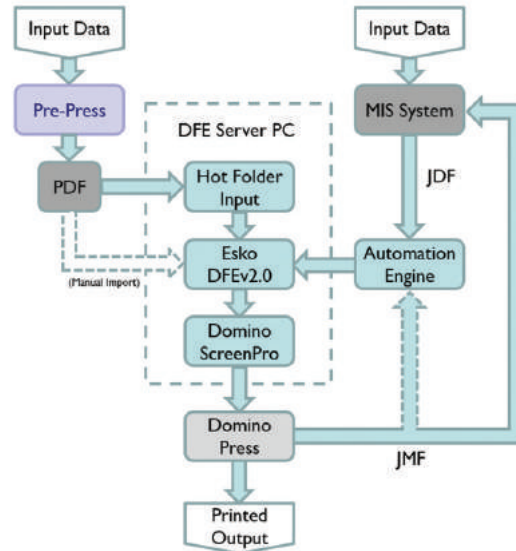 Input Data
Input Data
Pre-Press
MIS System
DFE Server PC
PDF
Hot Folder
Input
JDF
Esko
DFEv2.0
Automation
Engine
(Manual Import)
Domino
ScreenPro
Domino
Press
JMF
Printed
Output